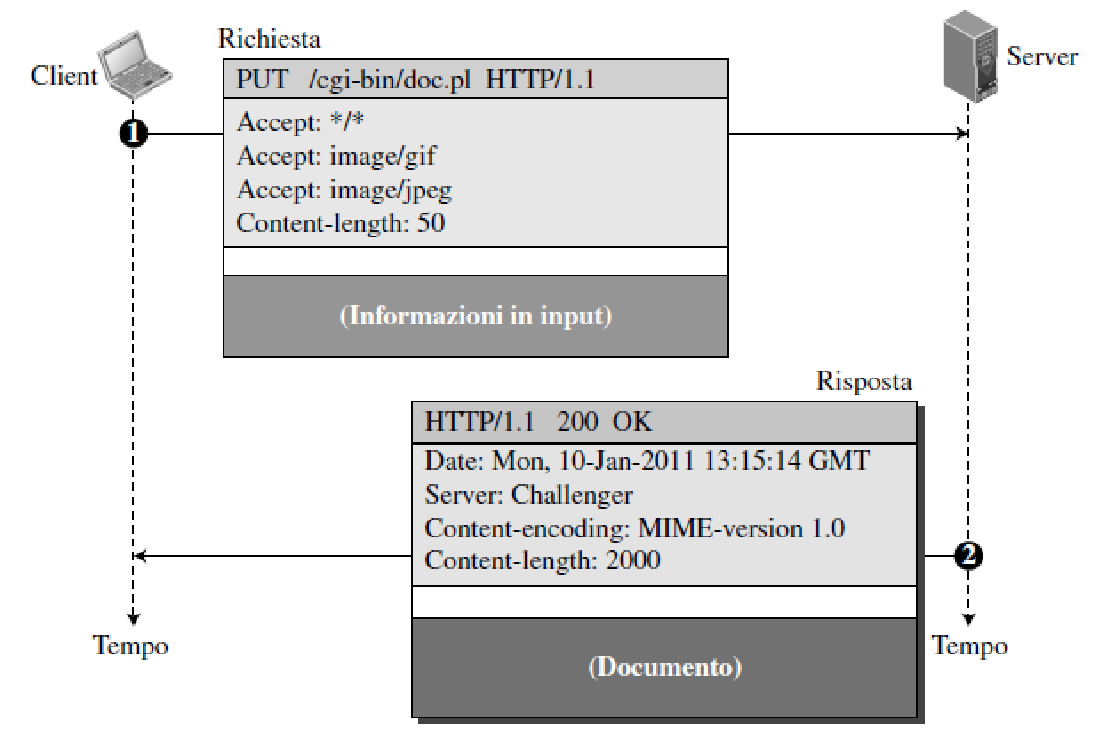 Richiesta
Client
Server
PUT /cgi-bin/doc.pl HTTP/1.1
1
Accept: */*
Accept: image/gif
Accept: image/jpeg
Content-length: 50
(Informazioni in input)
Risposta
HTTP/1.1 200 OK
Date: Mon, 10-Jan-2011 13:15:14 GMT
Server: Challenger
Content-encoding: MIME-version 1.0
Content-length: 2000
2
Tempo
Tempo
(Documento)